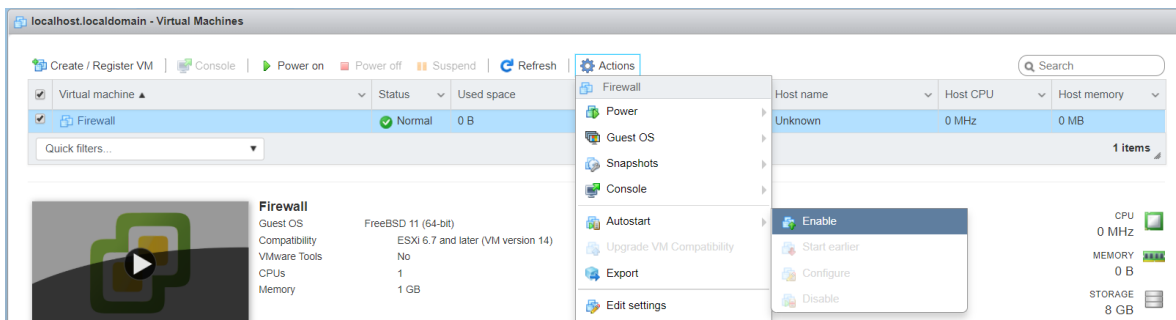 localhost.localdomain - Virtual Machines
Create / Register VM Console Power on Power off Suspend Refresh Actions Search
Virtual machine Status Used space Host name Host CPU Host memory
Firewall Normal 0 B Unknown 0 MHz 0 MB
Quick filters... 1 items
Firewall
Power
Guest OS
Snapshots
Console
Autostart
Upgrade VM Compatibility
Export
Edit settings
Enable
Start earlier
Configure
Disable
Firewall
Guest OS FreeBSD 11 (64-bit)
Compatibility ESXi 6.7 and later (VM version 14)
VMware Tools No
CPUs 1
Memory 1 GB
CPU
0 MHz
MEMORY
0 B
STORAGE
8 GB